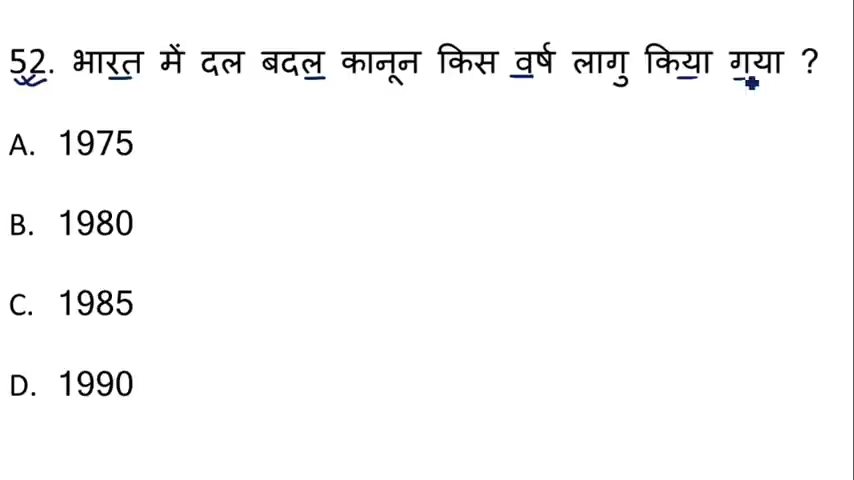 52. भारत में दल बदल कानून किस वर्ष लागु किया गया ?
A. 1975
B. 1980
C. 1985
D. 1990